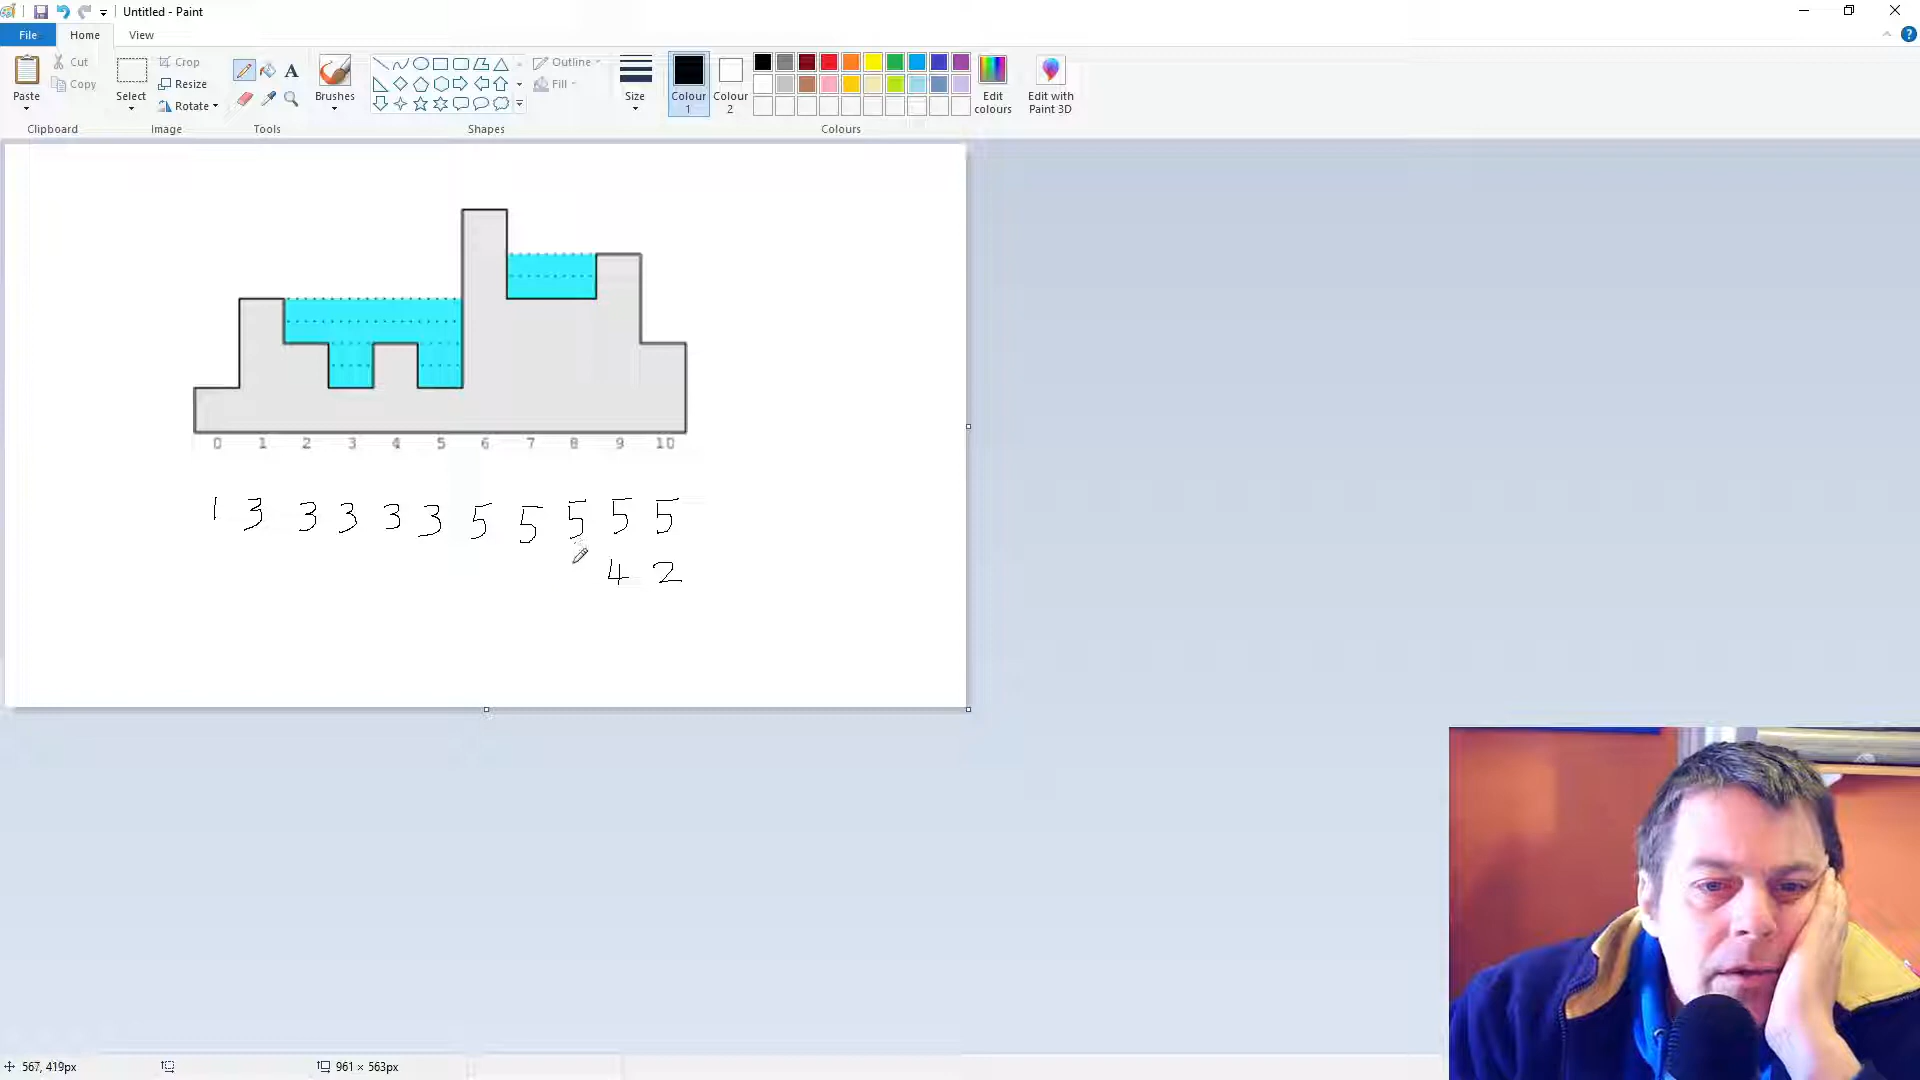 Untitled - Paint
File Home View
Paste
Cut
Copy
Clipboard
Select
Crop
Resize
Rotate
Image
A
Tools
Brushes
Outline
Fill
Shapes
Size
Colour 1
Colour 2
Edit colours
Edit with Paint 3D
Colours
0 1 2 3 4 5 6 7 8 9 10
1 3 3 3 3 3 5 5 5 5 5
4 2
567, 419px
961 × 563px